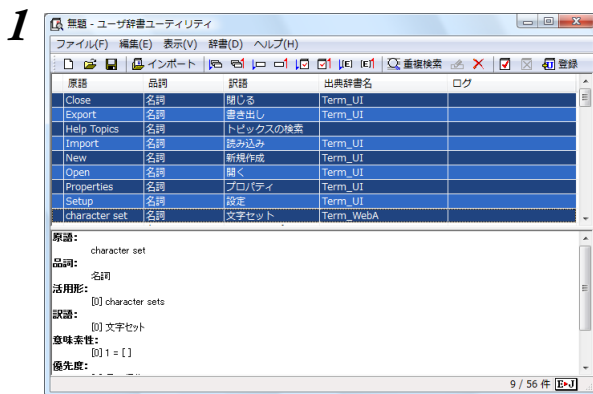 1
無題 - ユーザ辞書ユーティリティ
ファイル(F) 編集(E) 表示(V) 辞書(D) ヘルプ(H)
インポート 重複検索 登録
原語 品詞 訳語 出典辞書名 ログ
Close 名詞 閉じる Term_UI
Export 名詞 書き出し Term_UI
Help Topics 名詞 トピックスの検索
Import 名詞 読み込み Term_UI
New 名詞 新規作成 Term_UI
Open 名詞 開く Term_UI
Properties 名詞 プロパティ Term_UI
Setup 名詞 設定 Term_UI
character set 名詞 文字セット Term_WebA
原語:
character set
品詞:
名詞
活用形:
[0] character sets
訳語:
[0] 文字セット
意味素性:
[0] 1 = [ ]
優先度:
9 / 56 件 E▸J